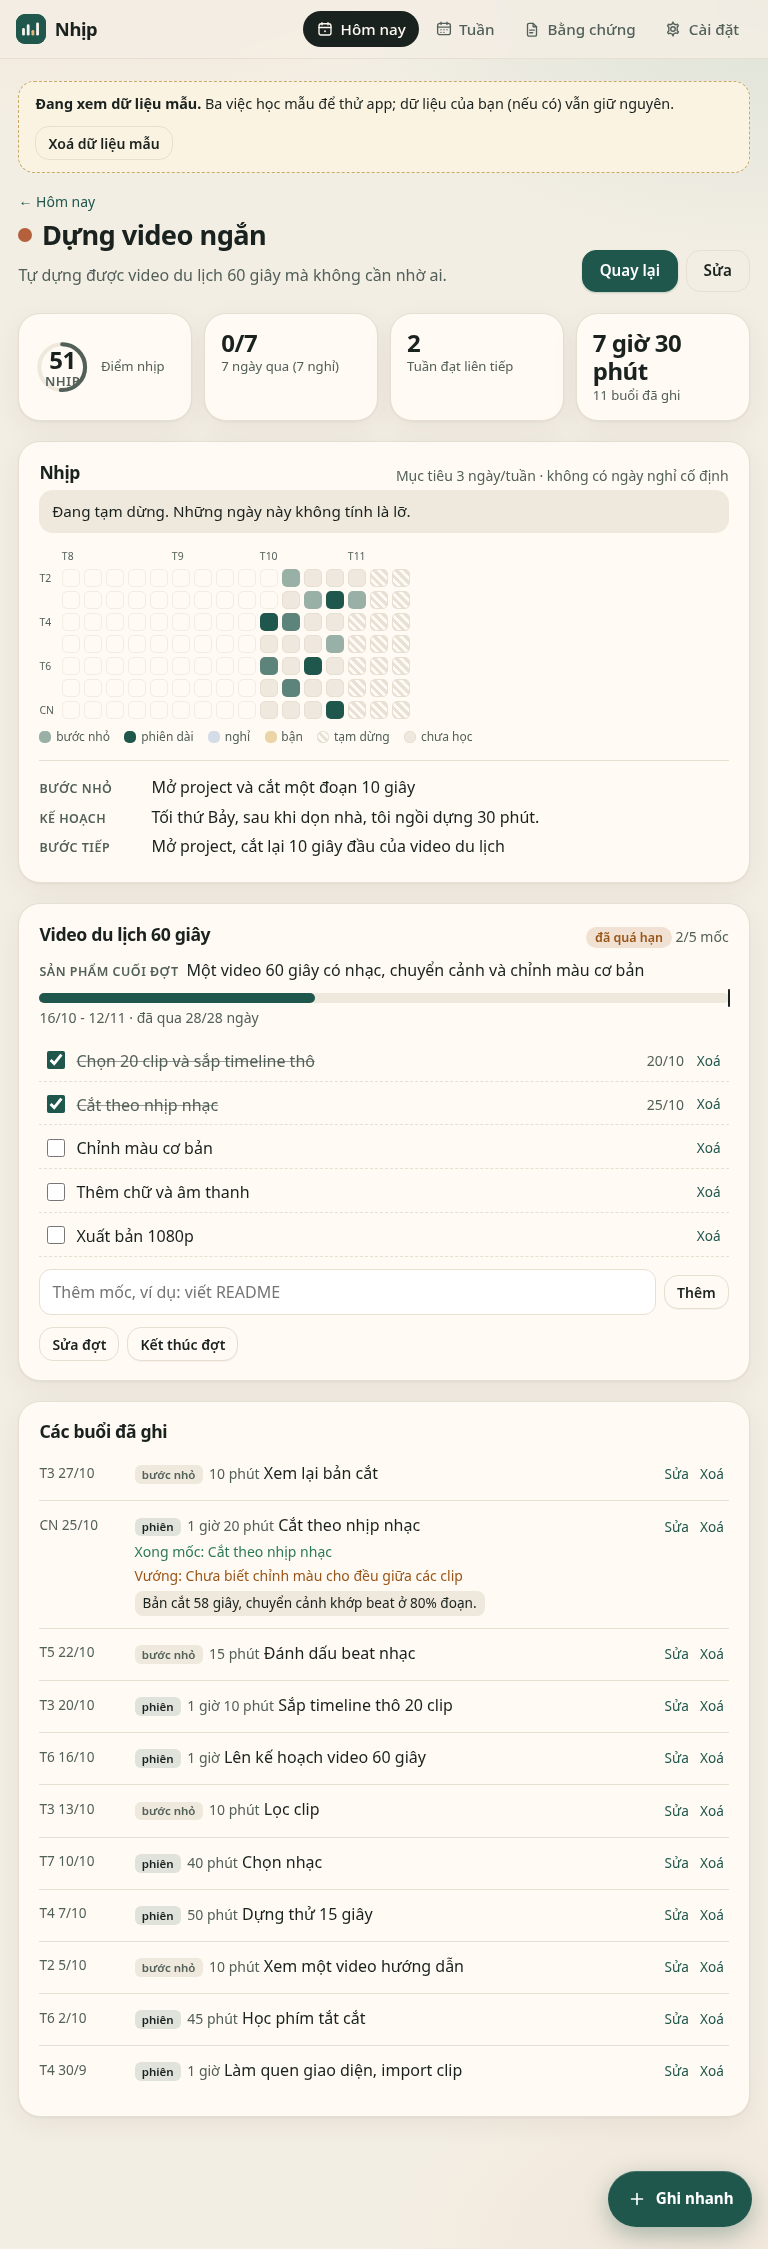 Nhịp
Hôm nay
Tuần
Bằng chứng
Cài đặt
Đang xem dữ liệu mẫu. Ba việc học mẫu để thử app; dữ liệu của bạn (nếu có) vẫn giữ nguyên.
Xoá dữ liệu mẫu
← Hôm nay
Dựng video ngắn
Tự dựng được video du lịch 60 giây mà không cần nhờ ai.
Quay lại
Sửa
51
NHỊP
Điểm nhịp
0/7
7 ngày qua (7 nghỉ)
2
Tuần đạt liên tiếp
7 giờ 30
phút
11 buổi đã ghi
Nhịp
Mục tiêu 3 ngày/tuần · không có ngày nghỉ cố định
Đang tạm dừng. Những ngày này không tính là lỡ.
T8 T9 T10 T11
T2
T4
T6
CN
bước nhỏ phiên dài nghỉ bận tạm dừng chưa học
BƯỚC NHỎ Mở project và cắt một đoạn 10 giây
KẾ HOẠCH Tối thứ Bảy, sau khi dọn nhà, tôi ngồi dựng 30 phút.
BƯỚC TIẾP Mở project, cắt lại 10 giây đầu của video du lịch
Video du lịch 60 giây
đã quá hạn 2/5 mốc
SẢN PHẨM CUỐI ĐỢT Một video 60 giây có nhạc, chuyển cảnh và chỉnh màu cơ bản
16/10 - 12/11 · đã qua 28/28 ngày
Chọn 20 clip và sắp timeline thô 20/10 Xoá
Cắt theo nhịp nhạc 25/10 Xoá
Chỉnh màu cơ bản Xoá
Thêm chữ và âm thanh Xoá
Xuất bản 1080p Xoá
Thêm mốc, ví dụ: viết README
Thêm
Sửa đợt
Kết thúc đợt
Các buổi đã ghi
T3 27/10 bước nhỏ 10 phút Xem lại bản cắt Sửa Xoá
CN 25/10 phiên 1 giờ 20 phút Cắt theo nhịp nhạc Sửa Xoá
Xong mốc: Cắt theo nhịp nhạc
Vướng: Chưa biết chỉnh màu cho đều giữa các clip
Bản cắt 58 giây, chuyển cảnh khớp beat ở 80% đoạn.
T5 22/10 bước nhỏ 15 phút Đánh dấu beat nhạc Sửa Xoá
T3 20/10 phiên 1 giờ 10 phút Sắp timeline thô 20 clip Sửa Xoá
T6 16/10 phiên 1 giờ Lên kế hoạch video 60 giây Sửa Xoá
T3 13/10 bước nhỏ 10 phút Lọc clip Sửa Xoá
T7 10/10 phiên 40 phút Chọn nhạc Sửa Xoá
T4 7/10 phiên 50 phút Dựng thử 15 giây Sửa Xoá
T2 5/10 bước nhỏ 10 phút Xem một video hướng dẫn Sửa Xoá
T6 2/10 phiên 45 phút Học phím tắt cắt Sửa Xoá
T4 30/9 phiên 1 giờ Làm quen giao diện, import clip Sửa Xoá
Ghi nhanh